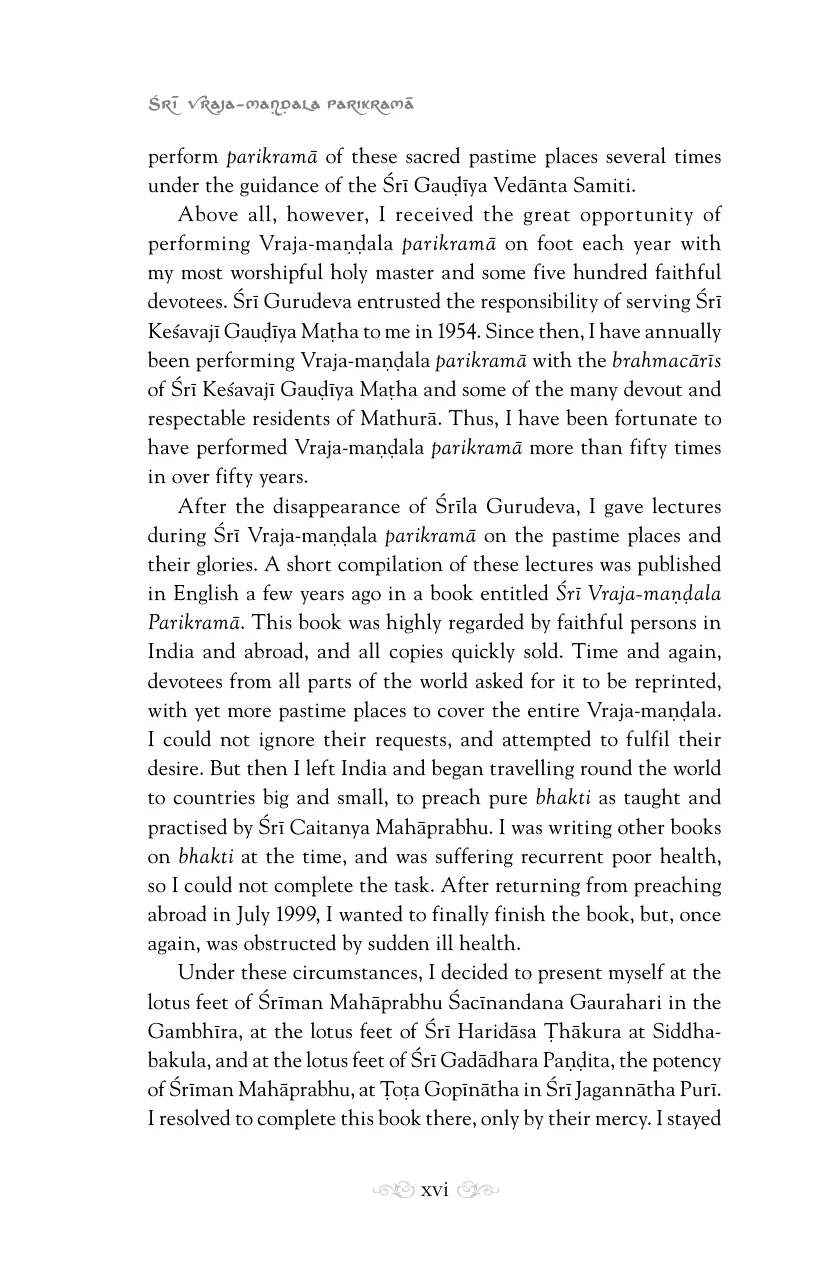 Śrī Vraja-maṇḍala Parikramā
perform parikramā of these sacred pastime places several times
under the guidance of the Śrī Gauḍīya Vedānta Samiti.
Above all, however, I received the great opportunity of
performing Vraja-maṇḍala parikramā on foot each year with
my most worshipful holy master and some five hundred faithful
devotees. Śrī Gurudeva entrusted the responsibility of serving Śrī
Keśavajī Gauḍīya Maṭha to me in 1954. Since then, I have annually
been performing Vraja-maṇḍala parikramā with the brahmacārīs
of Śrī Keśavajī Gauḍīya Maṭha and some of the many devout and
respectable residents of Mathurā. Thus, I have been fortunate to
have performed Vraja-maṇḍala parikramā more than fifty times
in over fifty years.
After the disappearance of Śrīla Gurudeva, I gave lectures
during Śrī Vraja-maṇḍala parikramā on the pastime places and
their glories. A short compilation of these lectures was published
in English a few years ago in a book entitled Śrī Vraja-maṇḍala
Parikramā. This book was highly regarded by faithful persons in
India and abroad, and all copies quickly sold. Time and again,
devotees from all parts of the world asked for it to be reprinted,
with yet more pastime places to cover the entire Vraja-maṇḍala.
I could not ignore their requests, and attempted to fulfil their
desire. But then I left India and began travelling round the world
to countries big and small, to preach pure bhakti as taught and
practised by Śrī Caitanya Mahāprabhu. I was writing other books
on bhakti at the time, and was suffering recurrent poor health,
so I could not complete the task. After returning from preaching
abroad in July 1999, I wanted to finally finish the book, but, once
again, was obstructed by sudden ill health.
Under these circumstances, I decided to present myself at the
lotus feet of Śrīman Mahāprabhu Śacīnandana Gaurahari in the
Gambhīra, at the lotus feet of Śrī Haridāsa Ṭhākura at Siddha-
bakula, and at the lotus feet of Śrī Gadādhara Paṇḍita, the potency
of Śrīman Mahāprabhu, at Ṭoṭa Gopīnātha in Śrī Jagannātha Purī.
I resolved to complete this book there, only by their mercy. I stayed
xvi